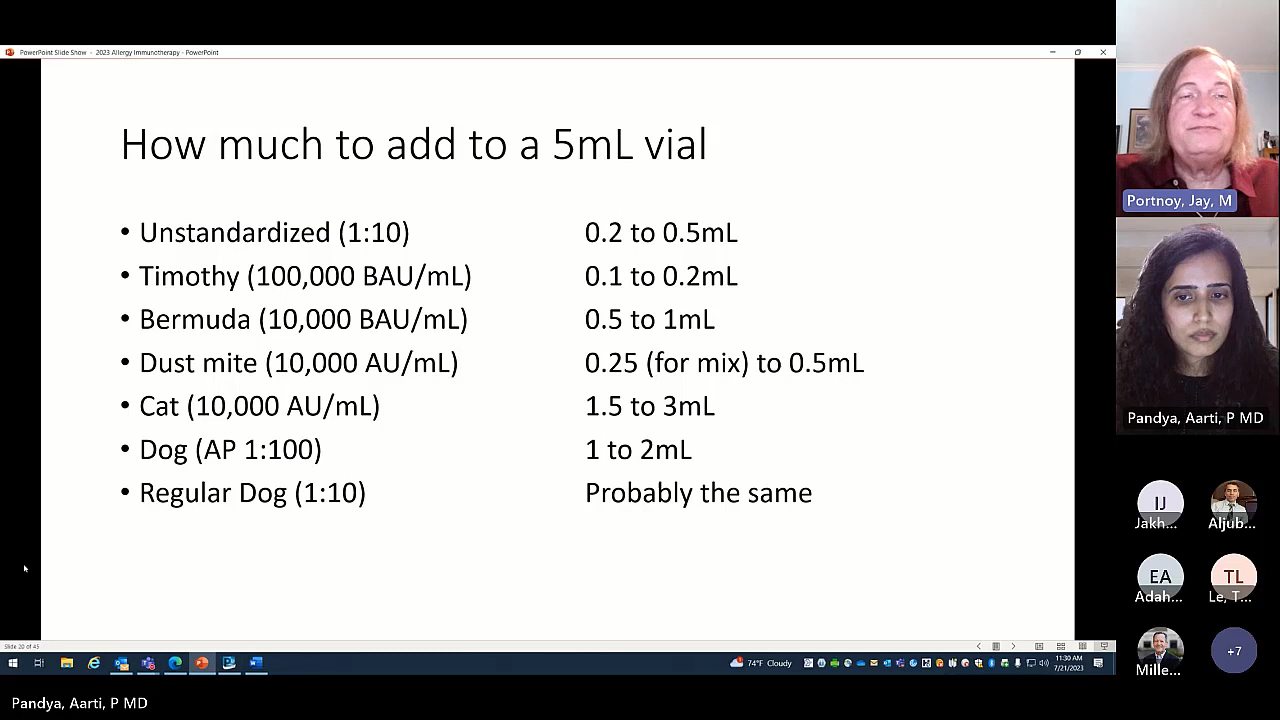 PowerPoint Slide Show - 2023 Allergy Immunotherapy - PowerPoint
How much to add to a 5mL vial
• Unstandardized (1:10) 0.2 to 0.5mL
• Timothy (100,000 BAU/mL) 0.1 to 0.2mL
• Bermuda (10,000 BAU/mL) 0.5 to 1mL
• Dust mite (10,000 AU/mL) 0.25 (for mix) to 0.5mL
• Cat (10,000 AU/mL) 1.5 to 3mL
• Dog (AP 1:100) 1 to 2mL
• Regular Dog (1:10) Probably the same
Slide 20 of 45
74°F Cloudy
11:30 AM
7/21/2023
Portnoy, Jay, M
Pandya, Aarti, P MD
IJ
Jakh...
Aljub...
EA
Adah...
TL
Le, T...
Mille...
+7
Pandya, Aarti, P MD